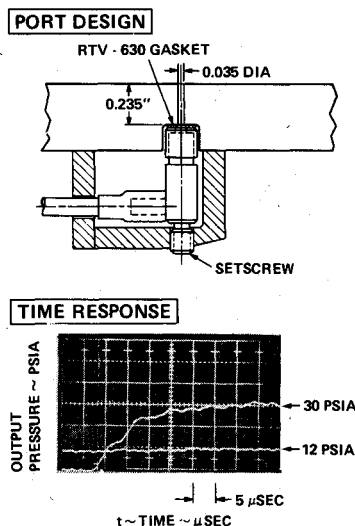 PORT DESIGN
RTV - 630 GASKET
0.035 DIA
0.235"
SETSCREW
TIME RESPONSE
OUTPUT
PRESSURE ~ PSIA
30 PSIA
12 PSIA
5 μSEC
t ~ TIME ~ μSEC